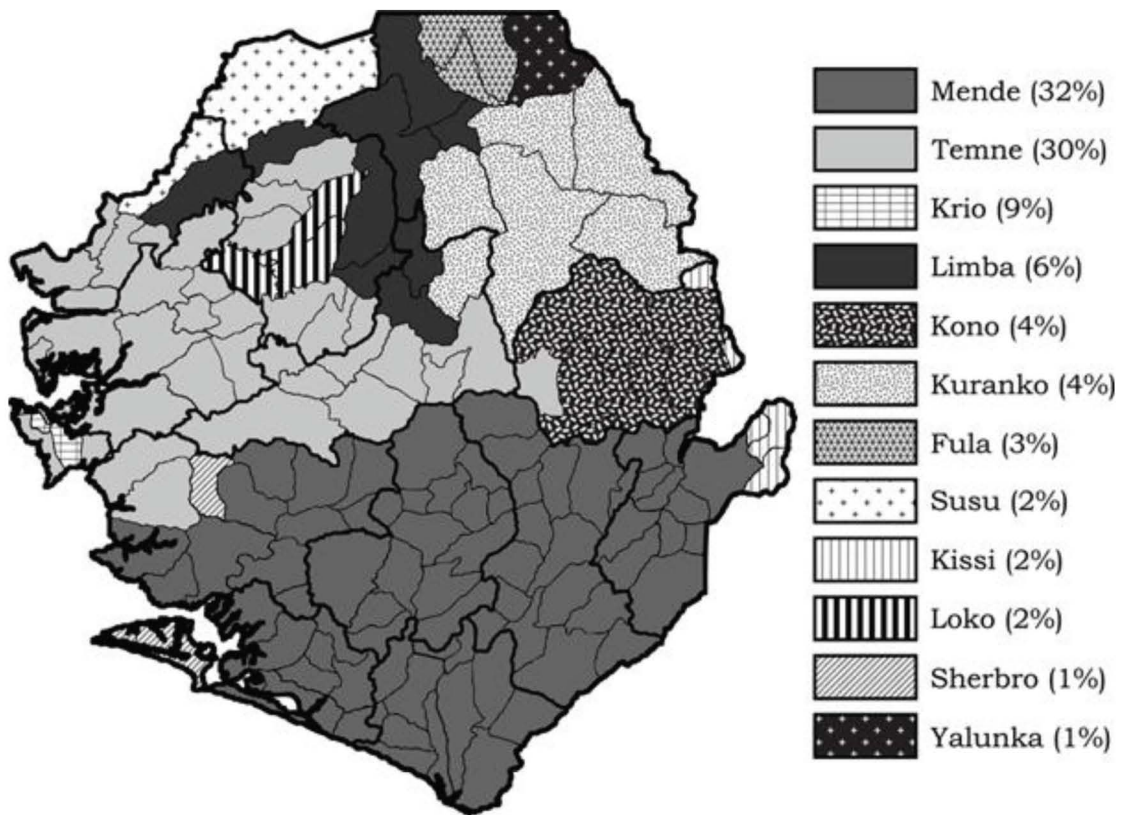 Mende (32%)
Temne (30%)
Krio (9%)
Limba (6%)
Kono (4%)
Kuranko (4%)
Fula (3%)
Susu (2%)
Kissi (2%)
Loko (2%)
Sherbro (1%)
Yalunka (1%)